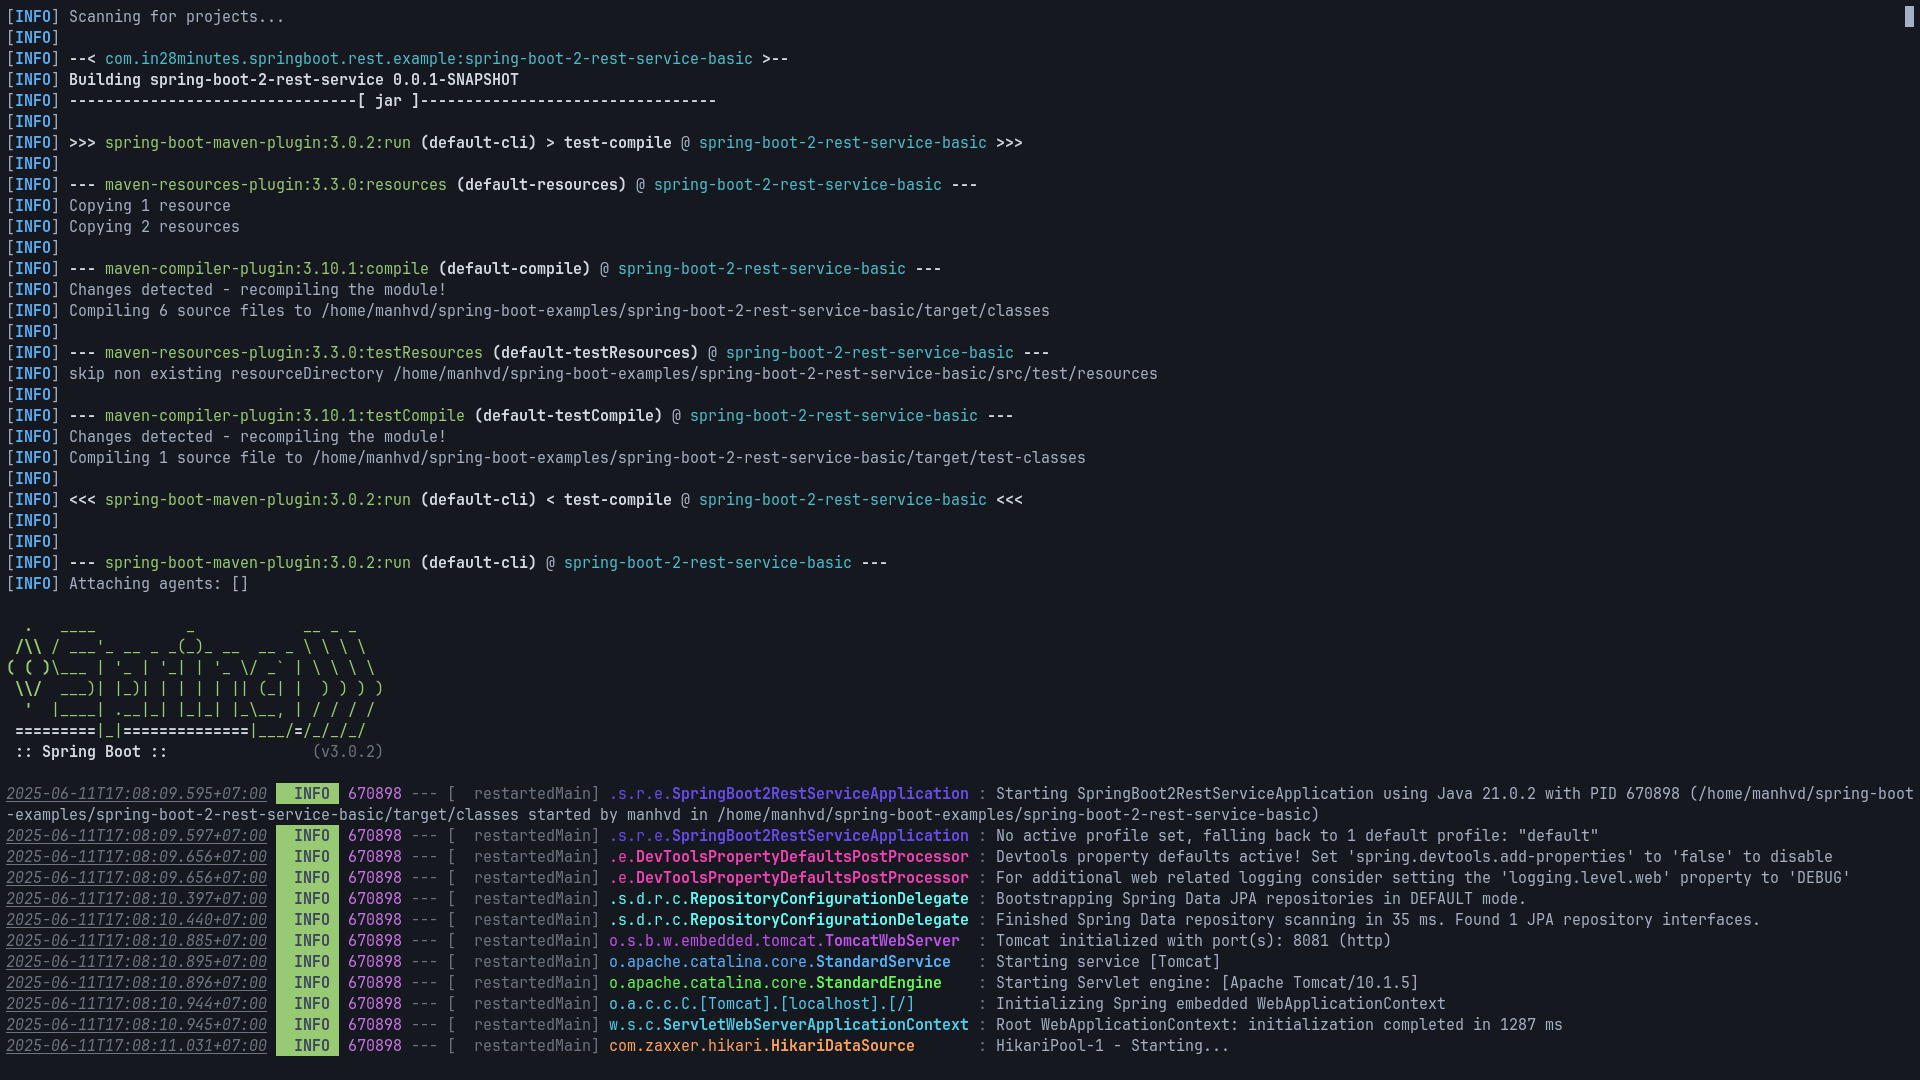 [INFO] Scanning for projects...
[INFO]
[INFO] --< com.in28minutes.springboot.rest.example:spring-boot-2-rest-service-basic >--
[INFO] Building spring-boot-2-rest-service 0.0.1-SNAPSHOT
[INFO] --------------------------------[ jar ]---------------------------------
[INFO]
[INFO] >>> spring-boot-maven-plugin:3.0.2:run (default-cli) > test-compile @ spring-boot-2-rest-service-basic >>>
[INFO]
[INFO] --- maven-resources-plugin:3.3.0:resources (default-resources) @ spring-boot-2-rest-service-basic ---
[INFO] Copying 1 resource
[INFO] Copying 2 resources
[INFO]
[INFO] --- maven-compiler-plugin:3.10.1:compile (default-compile) @ spring-boot-2-rest-service-basic ---
[INFO] Changes detected - recompiling the module!
[INFO] Compiling 6 source files to /home/manhvd/spring-boot-examples/spring-boot-2-rest-service-basic/target/classes
[INFO]
[INFO] --- maven-resources-plugin:3.3.0:testResources (default-testResources) @ spring-boot-2-rest-service-basic ---
[INFO] skip non existing resourceDirectory /home/manhvd/spring-boot-examples/spring-boot-2-rest-service-basic/src/test/resources
[INFO]
[INFO] --- maven-compiler-plugin:3.10.1:testCompile (default-testCompile) @ spring-boot-2-rest-service-basic ---
[INFO] Changes detected - recompiling the module!
[INFO] Compiling 1 source file to /home/manhvd/spring-boot-examples/spring-boot-2-rest-service-basic/target/test-classes
[INFO]
[INFO] <<< spring-boot-maven-plugin:3.0.2:run (default-cli) < test-compile @ spring-boot-2-rest-service-basic <<<
[INFO]
[INFO]
[INFO] --- spring-boot-maven-plugin:3.0.2:run (default-cli) @ spring-boot-2-rest-service-basic ---
[INFO] Attaching agents: []

  .   ____          _            __ _ _
 /\\ / ___'_ __ _ _(_)_ __  __ _ \ \ \ \
( ( )\___ | '_ | '_| | '_ \/ _` | \ \ \ \
 \\/  ___)| |_)| | | | | || (_| |  ) ) ) )
  '  |____| .__|_| |_|_| |_\__, | / / / /
 =========|_|==============|___/=/_/_/_/
 :: Spring Boot ::                (v3.0.2)

2025-06-11T17:08:09.595+07:00  INFO 670898 --- [  restartedMain] .s.r.e.SpringBoot2RestServiceApplication : Starting SpringBoot2RestServiceApplication using Java 21.0.2 with PID 670898 (/home/manhvd/spring-boot
-examples/spring-boot-2-rest-service-basic/target/classes started by manhvd in /home/manhvd/spring-boot-examples/spring-boot-2-rest-service-basic)
2025-06-11T17:08:09.597+07:00  INFO 670898 --- [  restartedMain] .s.r.e.SpringBoot2RestServiceApplication : No active profile set, falling back to 1 default profile: "default"
2025-06-11T17:08:09.656+07:00  INFO 670898 --- [  restartedMain] .e.DevToolsPropertyDefaultsPostProcessor : Devtools property defaults active! Set 'spring.devtools.add-properties' to 'false' to disable
2025-06-11T17:08:09.656+07:00  INFO 670898 --- [  restartedMain] .e.DevToolsPropertyDefaultsPostProcessor : For additional web related logging consider setting the 'logging.level.web' property to 'DEBUG'
2025-06-11T17:08:10.397+07:00  INFO 670898 --- [  restartedMain] .s.d.r.c.RepositoryConfigurationDelegate : Bootstrapping Spring Data JPA repositories in DEFAULT mode.
2025-06-11T17:08:10.440+07:00  INFO 670898 --- [  restartedMain] .s.d.r.c.RepositoryConfigurationDelegate : Finished Spring Data repository scanning in 35 ms. Found 1 JPA repository interfaces.
2025-06-11T17:08:10.885+07:00  INFO 670898 --- [  restartedMain] o.s.b.w.embedded.tomcat.TomcatWebServer  : Tomcat initialized with port(s): 8081 (http)
2025-06-11T17:08:10.895+07:00  INFO 670898 --- [  restartedMain] o.apache.catalina.core.StandardService   : Starting service [Tomcat]
2025-06-11T17:08:10.896+07:00  INFO 670898 --- [  restartedMain] o.apache.catalina.core.StandardEngine    : Starting Servlet engine: [Apache Tomcat/10.1.5]
2025-06-11T17:08:10.944+07:00  INFO 670898 --- [  restartedMain] o.a.c.c.C.[Tomcat].[localhost].[/]       : Initializing Spring embedded WebApplicationContext
2025-06-11T17:08:10.945+07:00  INFO 670898 --- [  restartedMain] w.s.c.ServletWebServerApplicationContext : Root WebApplicationContext: initialization completed in 1287 ms
2025-06-11T17:08:11.031+07:00  INFO 670898 --- [  restartedMain] com.zaxxer.hikari.HikariDataSource       : HikariPool-1 - Starting...